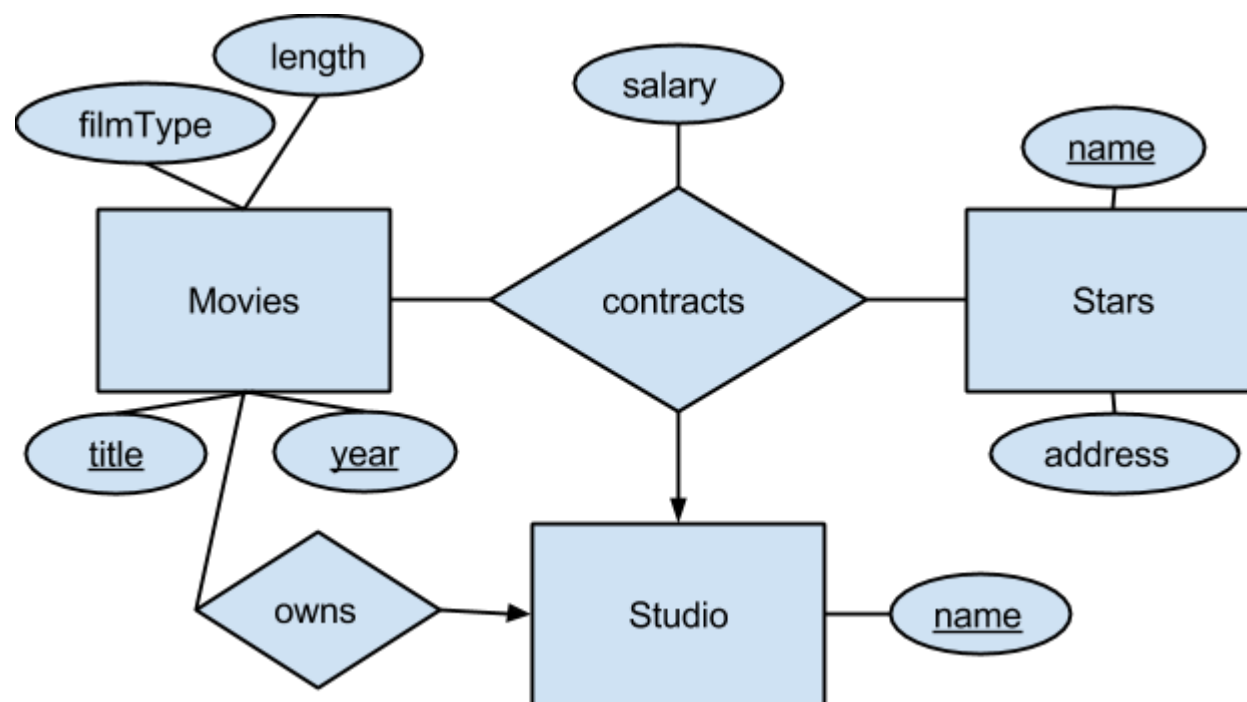 length
filmType
salary
name
Movies
contracts
Stars
title
year
address
owns
Studio
name